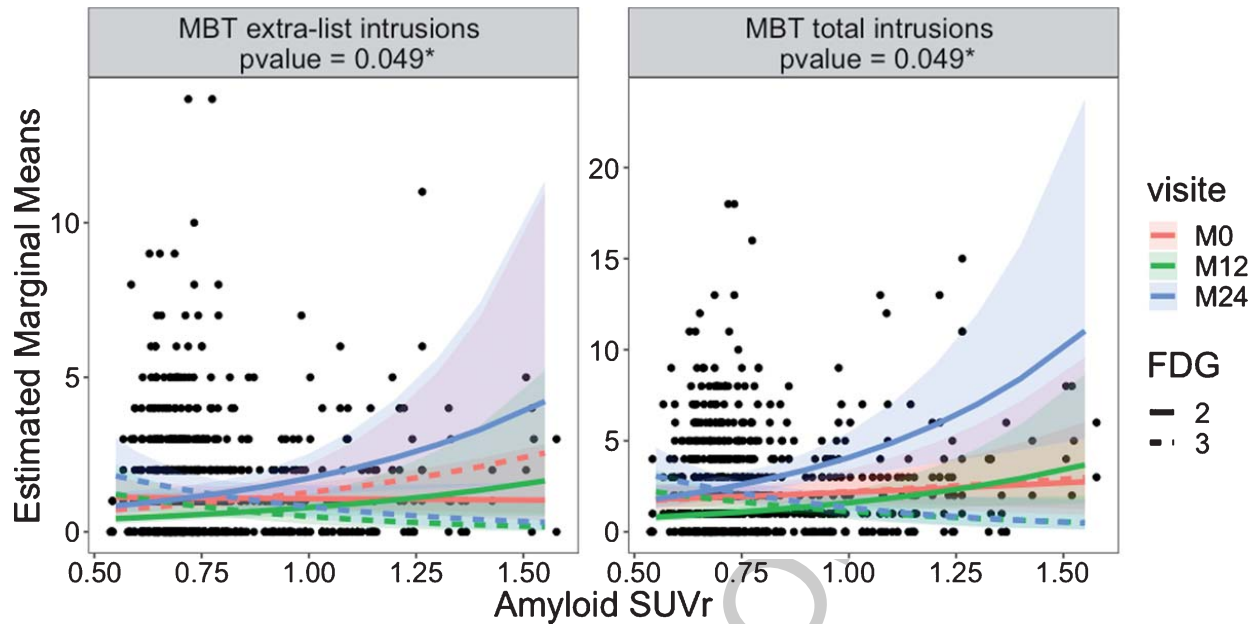 MBT extra-list intrusions
pvalue = 0.049*
MBT total intrusions
pvalue = 0.049*
Estimated Marginal Means
10
5
0
20
15
10
5
0
0.50 0.75 1.00 1.25 1.50
0.50 0.75 1.00 1.25 1.50
Amyloid SUVr
visite
M0
M12
M24
FDG
2
3